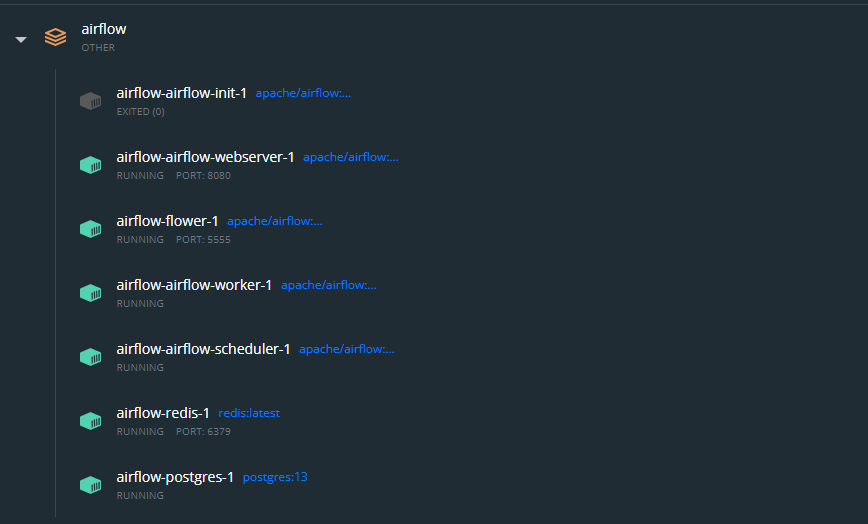 airflow
OTHER
airflow-airflow-init-1 apache/airflow:...
EXITED (0)
airflow-airflow-webserver-1 apache/airflow:...
RUNNING PORT: 8080
airflow-flower-1 apache/airflow:...
RUNNING PORT: 5555
airflow-airflow-worker-1 apache/airflow:...
RUNNING
airflow-airflow-scheduler-1 apache/airflow:...
RUNNING
airflow-redis-1 redis:latest
RUNNING PORT: 6379
airflow-postgres-1 postgres:13
RUNNING